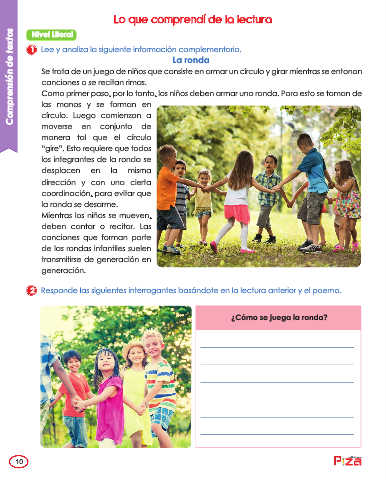 Lo que comprendí de la lectura
Comprensión de textos
Nivel Literal
1 Lee y analiza la siguiente información complementaria.
La ronda
Se trata de un juego de niños que consiste en armar un círculo y girar mientras se entonan
canciones o se recitan rimas.
Como primer paso, por lo tanto, los niños deben armar una ronda. Para esto se toman de
las manos y se forman en
círculo. Luego comienzan a
moverse en conjunto de
manera tal que el círculo
"gire". Esto requiere que todos
los integrantes de la ronda se
desplacen en la misma
dirección y con una cierta
coordinación, para evitar que
la ronda se desarme.
Mientras los niños se mueven,
deben cantar o recitar. Las
canciones que forman parte
de las rondas infantiles suelen
transmitirse de generación en
generación.
2 Responde las siguientes interrogantes basándote en la lectura anterior y el poema.
¿Cómo se juega la ronda?
10